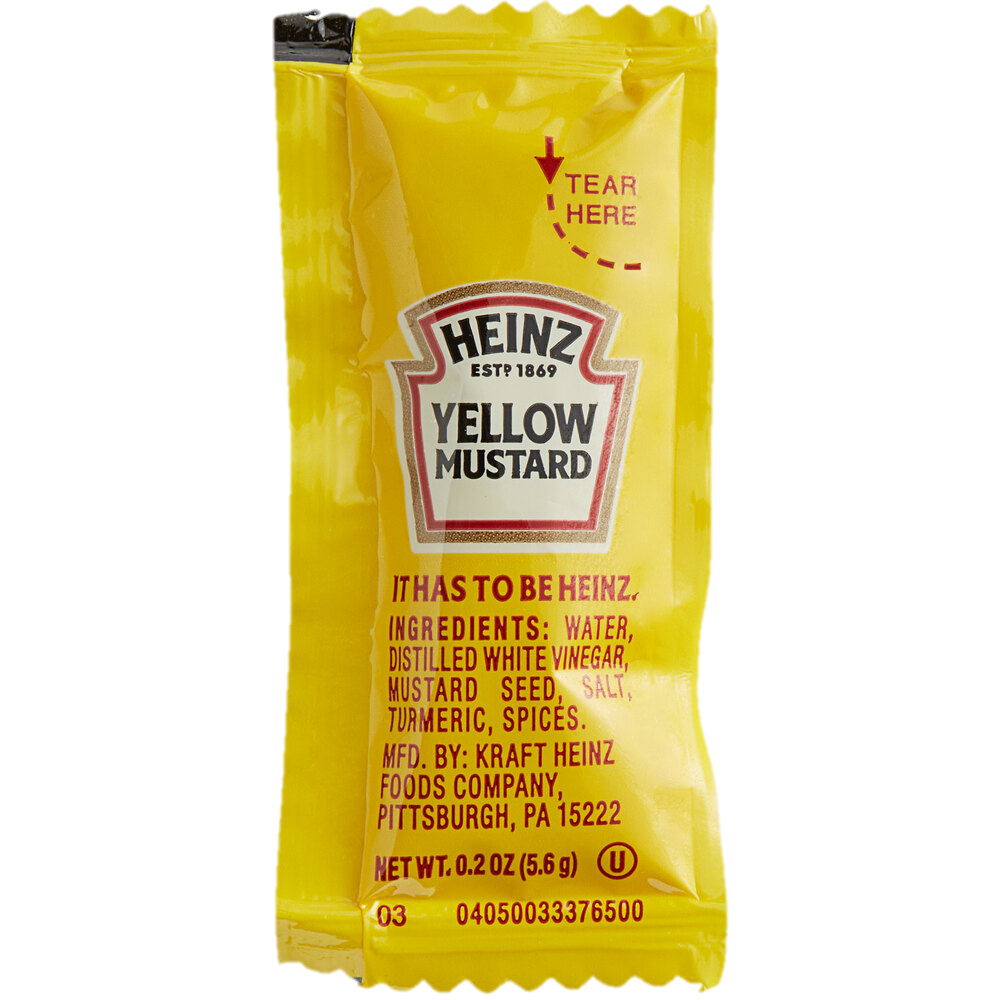 TEAR
HERE
HEINZ
ESTD 1869
YELLOW
MUSTARD
IT HAS TO BE HEINZ.
INGREDIENTS: WATER,
DISTILLED WHITE VINEGAR,
MUSTARD SEED, SALT,
TURMERIC, SPICES.
MFD. BY: KRAFT HEINZ
FOODS COMPANY,
PITTSBURGH, PA 15222
NET WT. 0.2 OZ (5.6 g) U
03 04050033376500